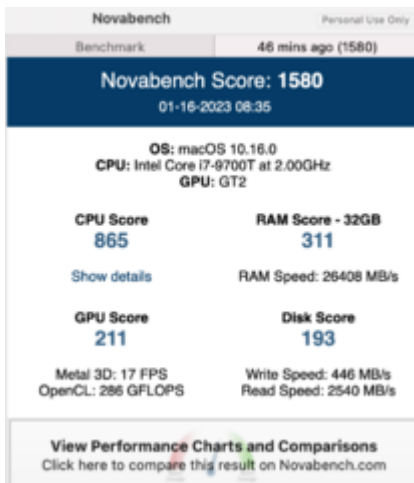 Novabench
Personal Use Only
Benchmark
46 mins ago (1580)
Novabench Score: 1580
01-16-2023 08:35
OS: macOS 10.16.0
CPU: Intel Core i7-9700T at 2.00GHz
GPU: GT2
CPU Score
865
Show details
RAM Score - 32GB
311
RAM Speed: 26408 MB/s
GPU Score
211
Metal 3D: 17 FPS
OpenCL: 286 GFLOPS
Disk Score
193
Write Speed: 446 MB/s
Read Speed: 2540 MB/s
View Performance Charts and Comparisons
Click here to compare this result on Novabench.com